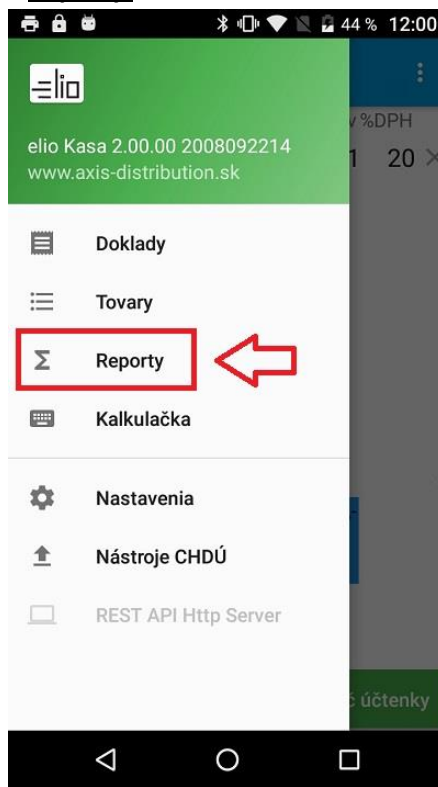 44 % 12:00
elio
elio Kasa 2.00.00 2008092214
www.axis-distribution.sk
v %DPH
1 20 ×
Doklady
Tovary
Σ Reporty
Kalkulačka
Nastavenia
Nástroje CHDÚ
REST API Http Server
účtenky